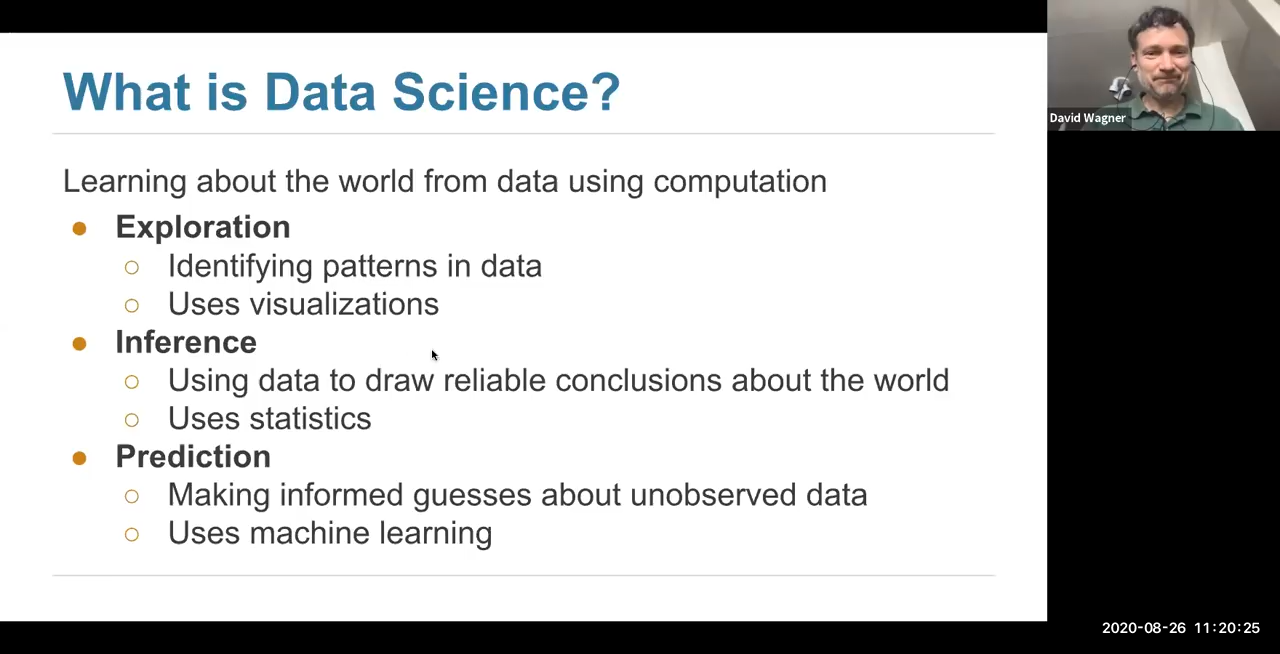 What is Data Science?
Learning about the world from data using computation
● Exploration
○ Identifying patterns in data
○ Uses visualizations
● Inference
○ Using data to draw reliable conclusions about the world
○ Uses statistics
● Prediction
○ Making informed guesses about unobserved data
○ Uses machine learning
David Wagner
2020-08-26 11:20:25